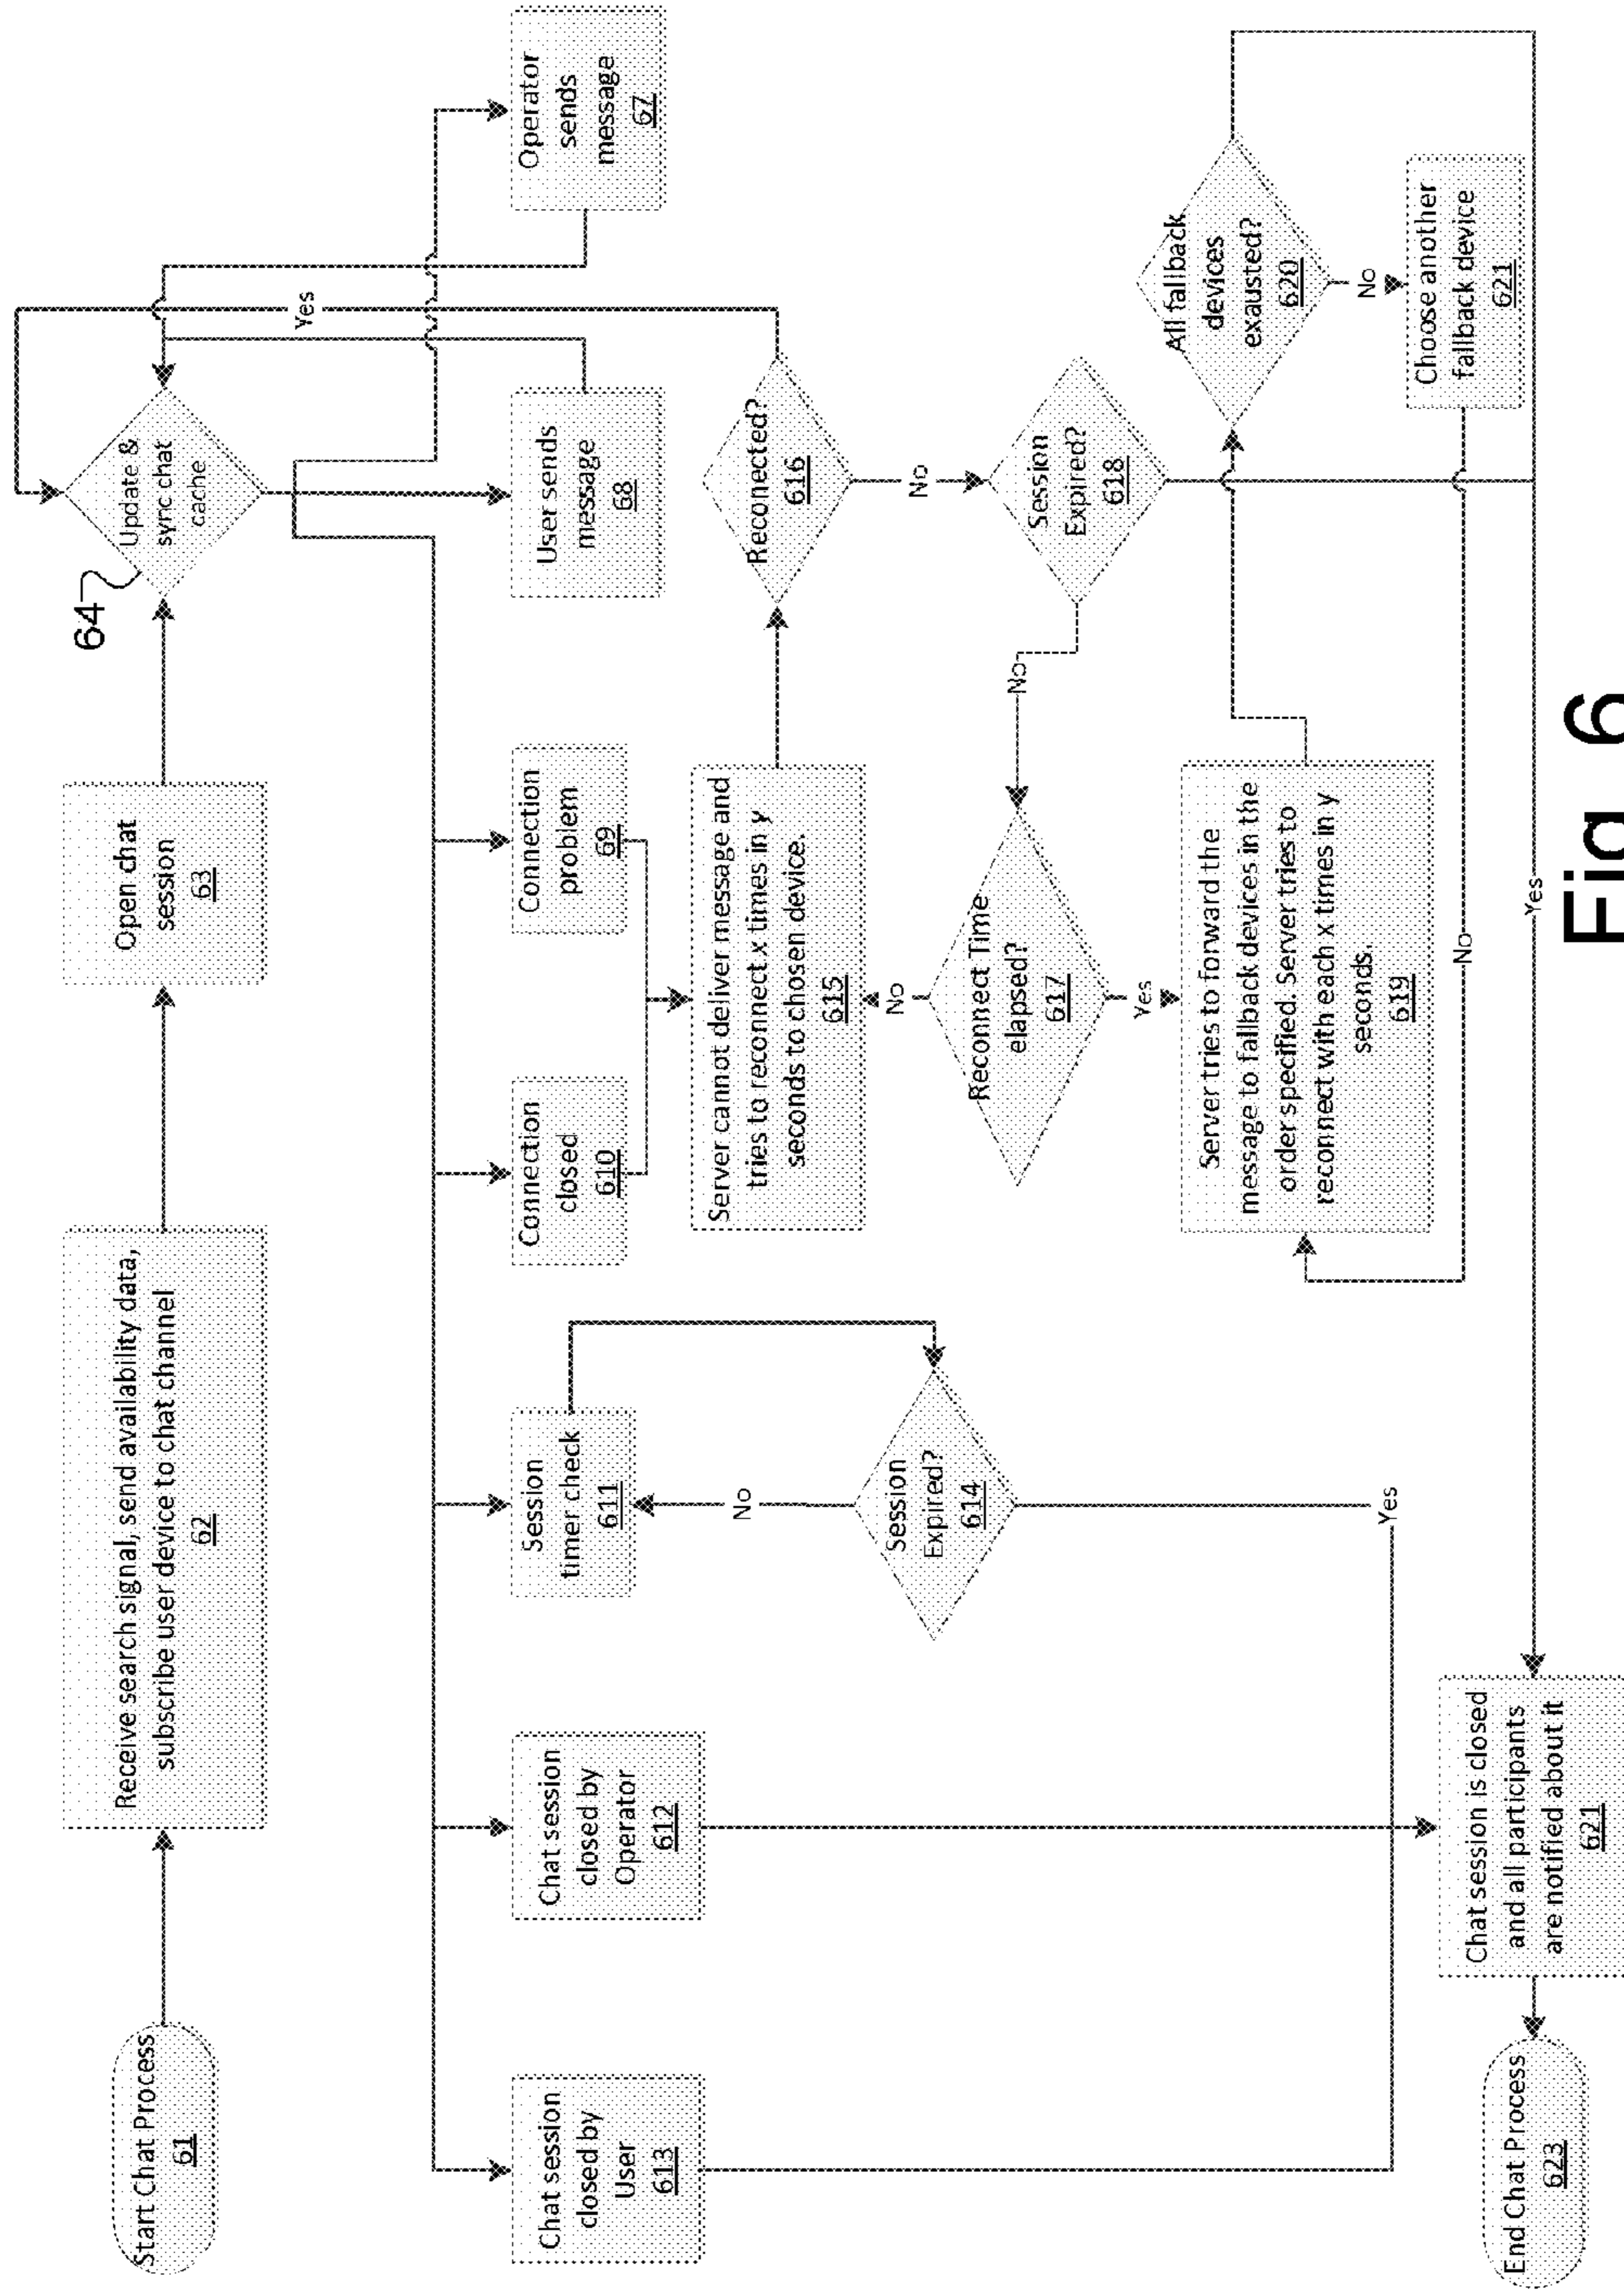 Start Chat Process
61
Receive search signal, send availability data,
subscribe user device to chat channel
62
Open chat
session
63
64
Update &
sync chat
cache
Chat session
closed by
User
613
Chat session
closed by
Operator
612
Session
timer check
611
Connection
closed
610
Connection
problem
69
User sends
message
68
Operator
sends
message
67
Yes
No
Session
Expired?
614
Yes
Server cannot deliver message and
tries to reconnect x times in y
seconds to chosen device.
615
Reconected?
616
No
No
Reconnect Time
elapsed?
617
No
Session
Expired?
618
Yes
Server tries to forward the
message to fallback devices in the
order specified. Server tries to
reconnect with each x times in y
seconds.
619
All fallback
devices
exausted?
620
No
Choose another
fallback device
621
No
Yes
Chat session is closed
and all participants
are notified about it
621
End Chat Process
623
Fig. 6